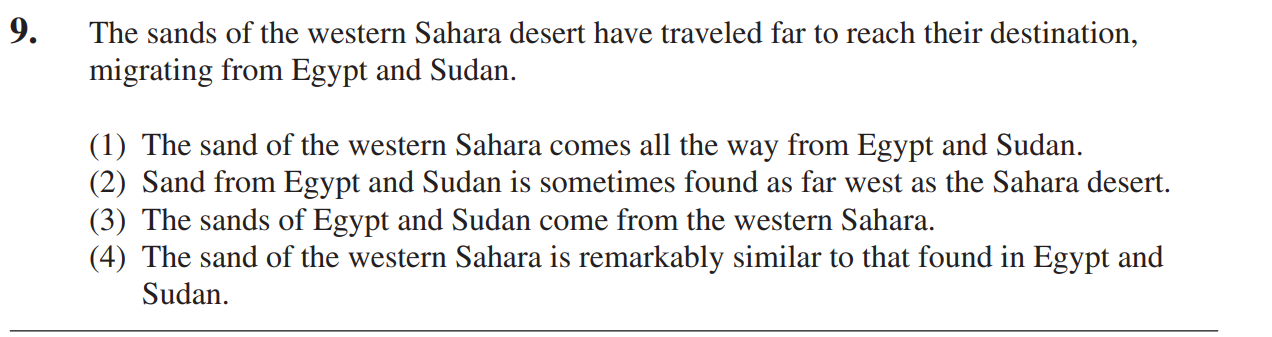 9. The sands of the western Sahara desert have traveled far to reach their destination,
migrating from Egypt and Sudan.
(1) The sand of the western Sahara comes all the way from Egypt and Sudan.
(2) Sand from Egypt and Sudan is sometimes found as far west as the Sahara desert.
(3) The sands of Egypt and Sudan come from the western Sahara.
(4) The sand of the western Sahara is remarkably similar to that found in Egypt and
Sudan.